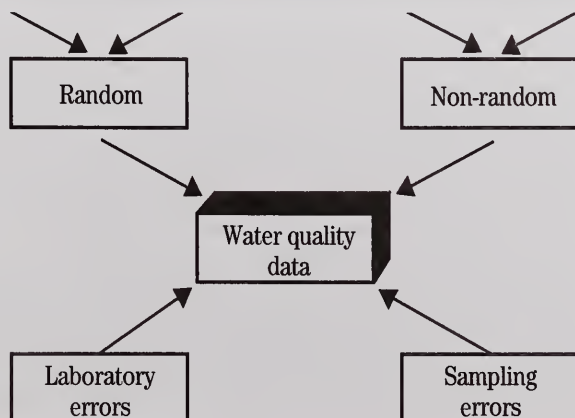 Random
Non-random
Water quality
data
Laboratory
errors
Sampling
errors